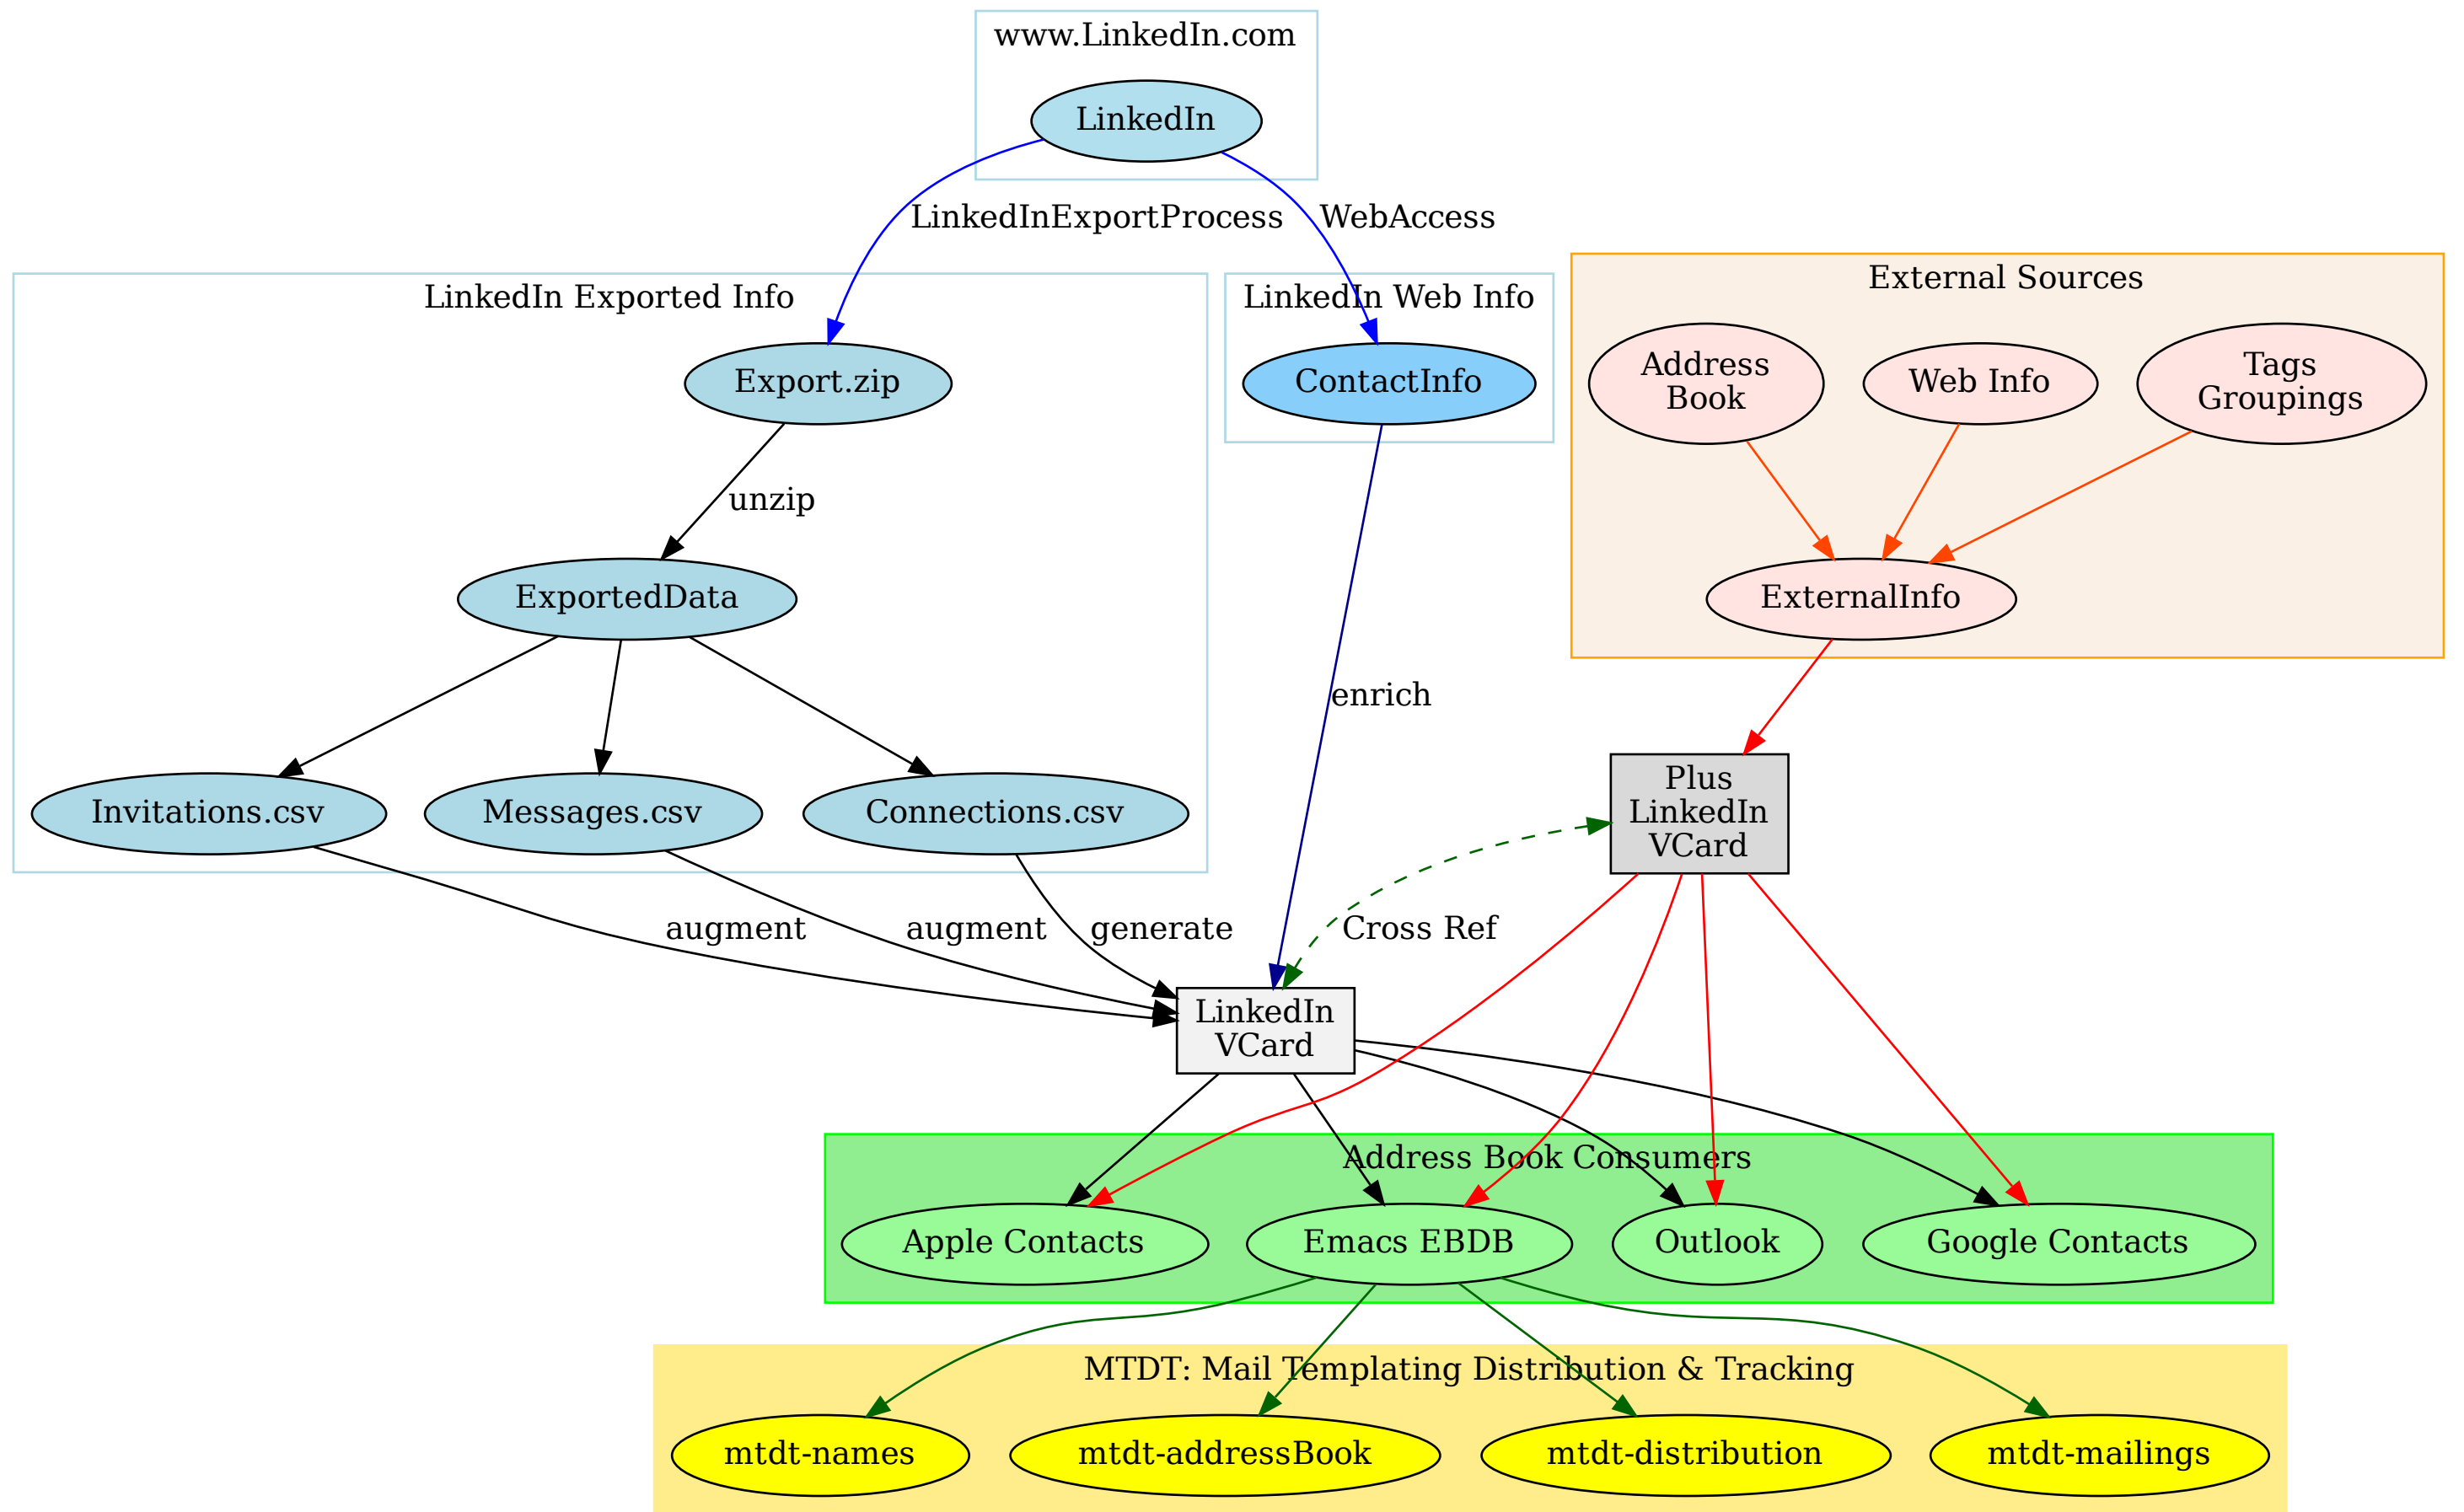 www.LinkedIn.com
LinkedIn
LinkedInExportProcess
WebAccess
LinkedIn Exported Info
LinkedIn Web Info
External Sources
Export.zip
ContactInfo
Address
Book
Web Info
Tags
Groupings
unzip
ExportedData
ExternalInfo
enrich
Invitations.csv
Messages.csv
Connections.csv
Plus
LinkedIn
VCard
augment
augment
generate
Cross Ref
LinkedIn
VCard
Address Book Consumers
Apple Contacts
Emacs EBDB
Outlook
Google Contacts
MTDT: Mail Templating Distribution & Tracking
mtdt-names
mtdt-addressBook
mtdt-distribution
mtdt-mailings